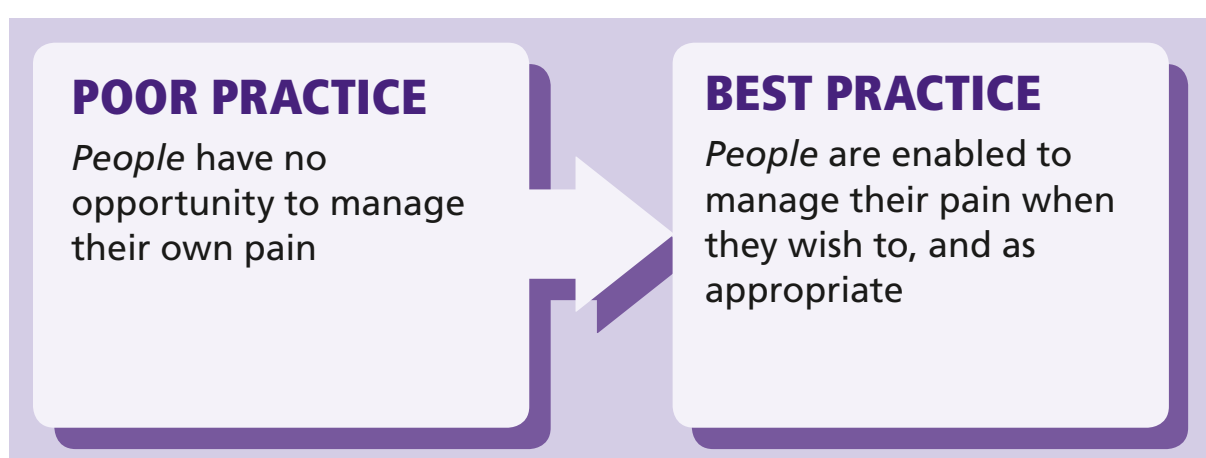 POOR PRACTICE
People have no
opportunity to manage
their own pain
BEST PRACTICE
People are enabled to
manage their pain when
they wish to, and as
appropriate